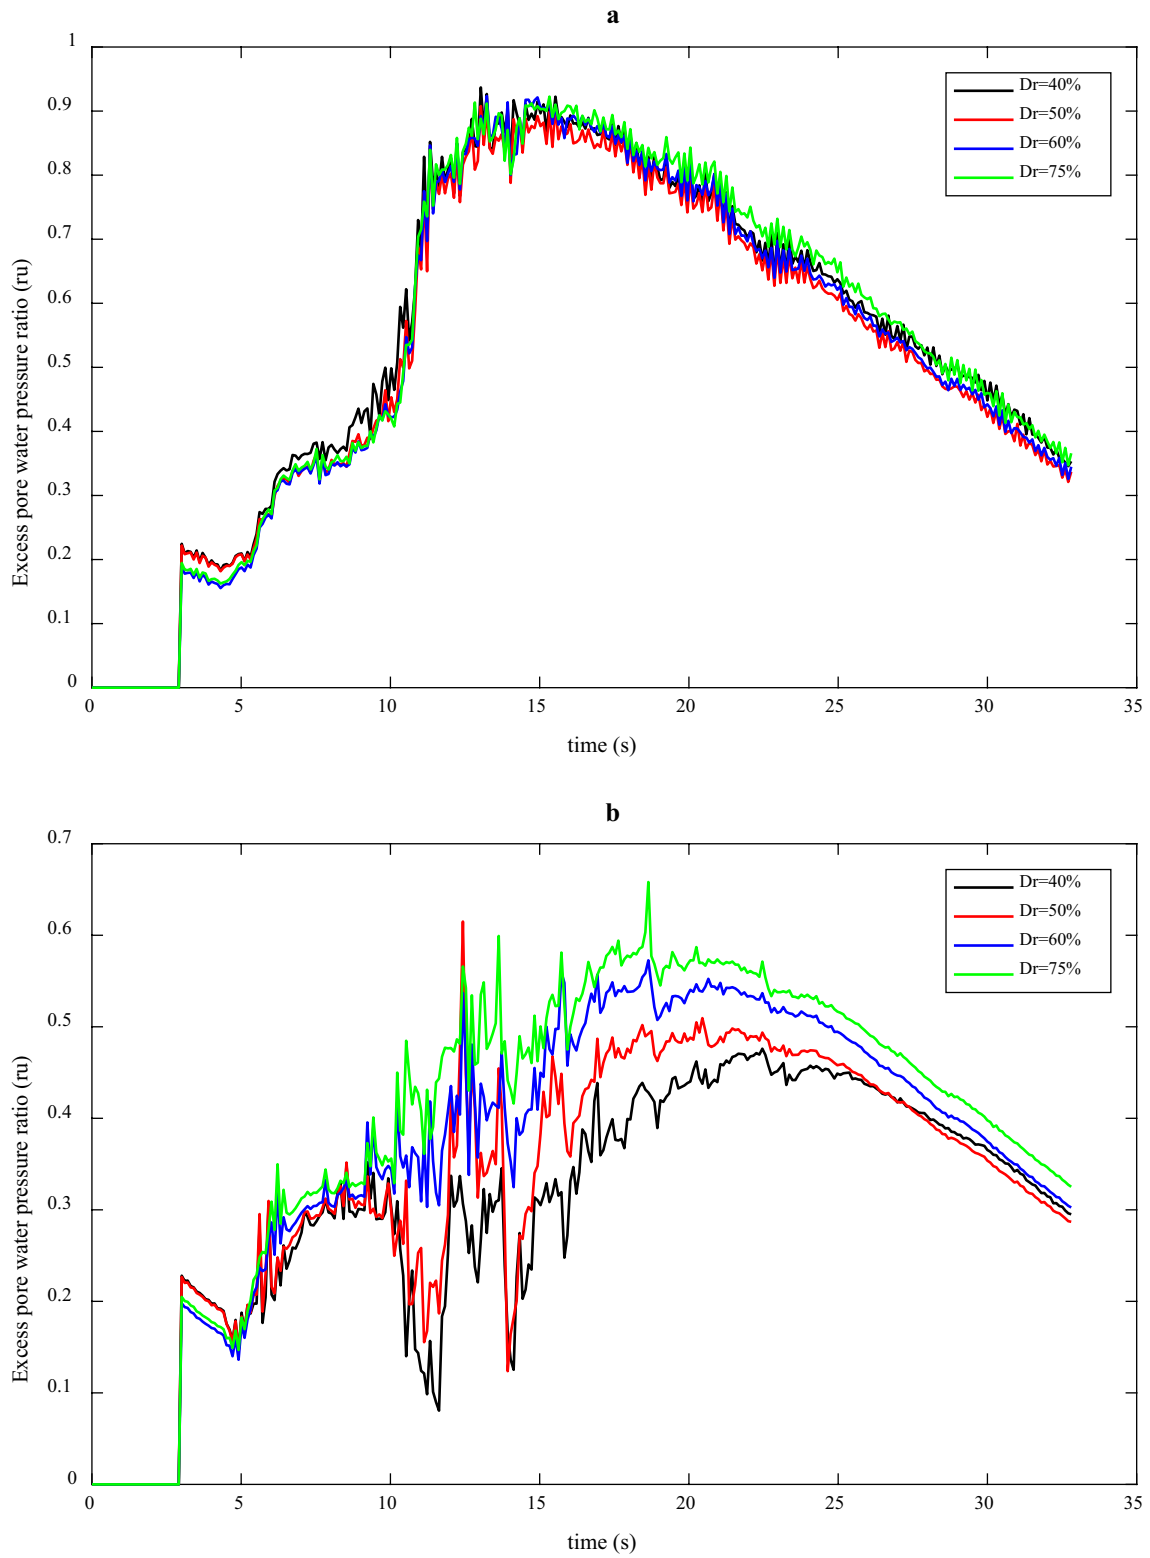 a
1
0.9
0.8
0.7
0.6
0.5
0.4
0.3
0.2
0.1
0
Excess pore water pressure ratio (ru)
Dr=40%
Dr=50%
Dr=60%
Dr=75%
0 5 10 15 20 25 30 35
time (s)
b
0.7
0.6
0.5
0.4
0.3
0.2
0.1
0
Excess pore water pressure ratio (ru)
Dr=40%
Dr=50%
Dr=60%
Dr=75%
0 5 10 15 20 25 30 35
time (s)